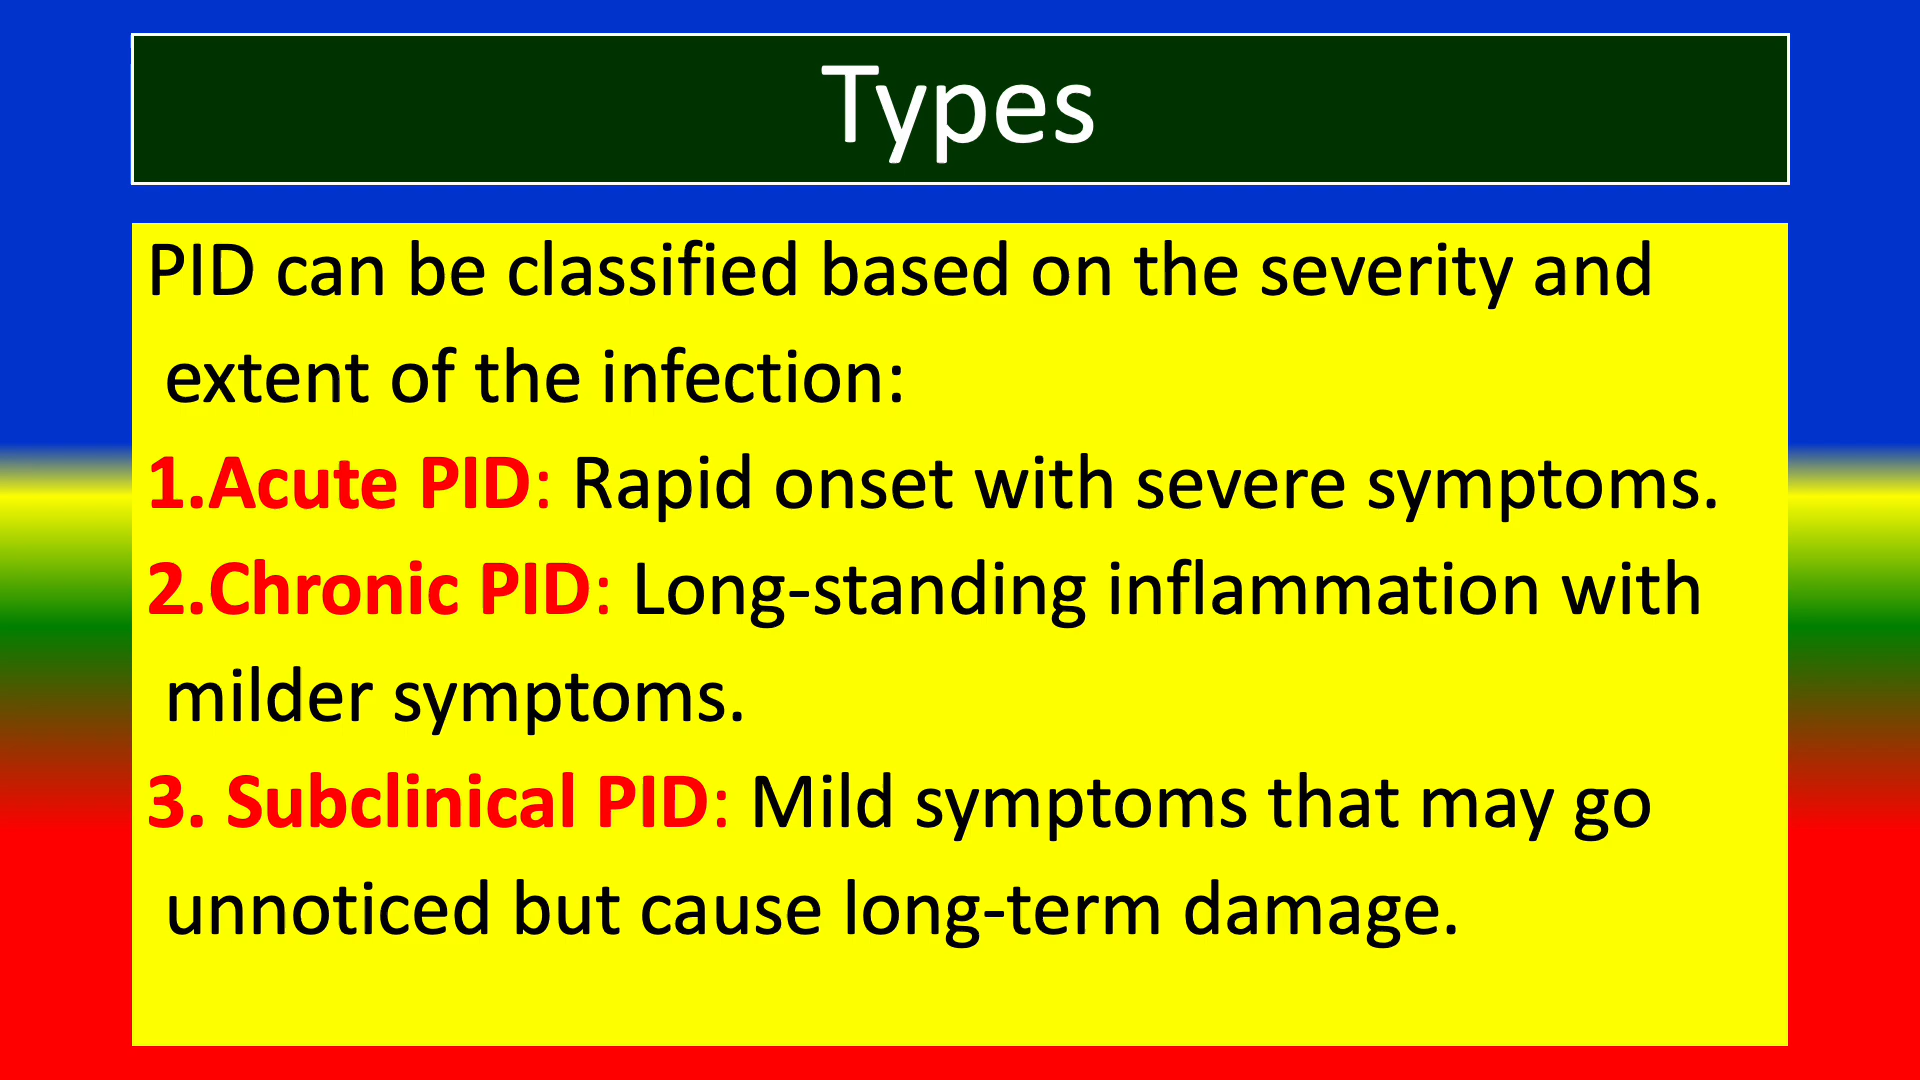 Types
PID can be classified based on the severity and
extent of the infection:
1.Acute PID: Rapid onset with severe symptoms.
2.Chronic PID: Long-standing inflammation with
milder symptoms.
3. Subclinical PID: Mild symptoms that may go
unnoticed but cause long-term damage.